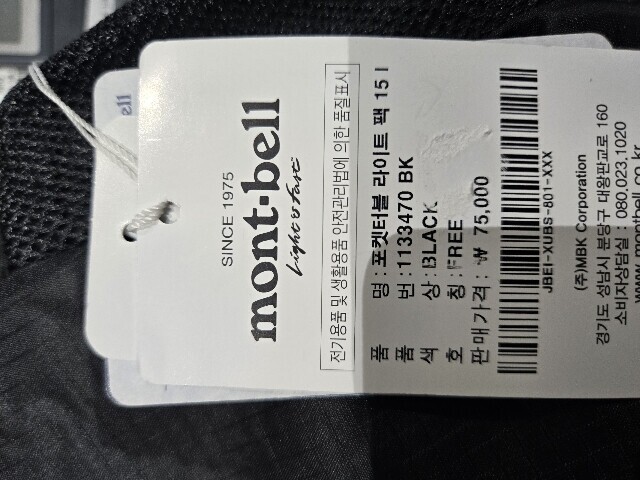 SINCE 1975
mont-bell
Light & Fast
전기용품 및 생활용품 안전관리법에 의한 품질표시
품 명 : 포켓터블 라이트 팩 15 l
품 번 : 1133470 BK
색 상 : BLACK
호 칭 : FREE
판매가격 : ₩ 75,000
JBEI-XUBS-801-XXX
(주)MBK Corporation
경기도 성남시 분당구 대왕판교로 160
소비자상담실 : 080,023,1020
ell